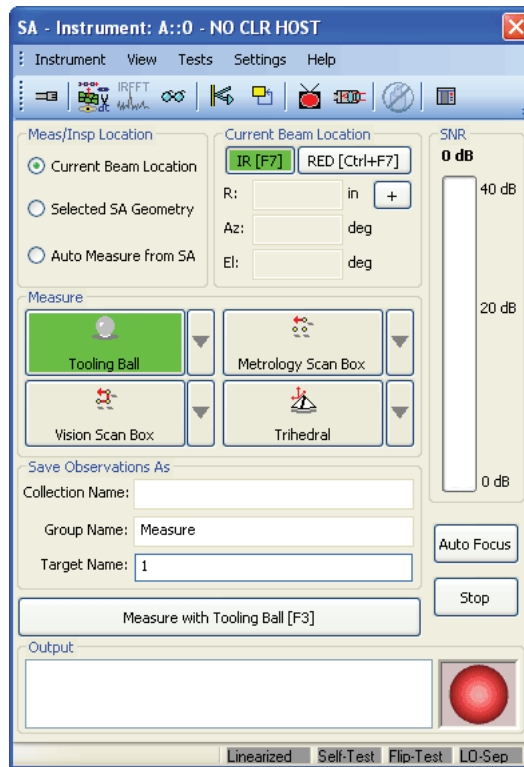 SA - Instrument: A::0 - NO CLR HOST
Instrument View Tests Settings Help
IRFFT
Meas/Insp Location
Current Beam Location
Selected SA Geometry
Auto Measure from SA
Current Beam Location
IR [F7] RED [Ctrl+F7]
R: in +
Az: deg
El: deg
SNR
0 dB
40 dB
20 dB
0 dB
Measure
Tooling Ball
Metrology Scan Box
Vision Scan Box
Trihedral
Save Observations As
Collection Name:
Group Name: Measure
Target Name: 1
Auto Focus
Stop
Measure with Tooling Ball [F3]
Output
Linearized Self-Test Flip-Test LO-Sep